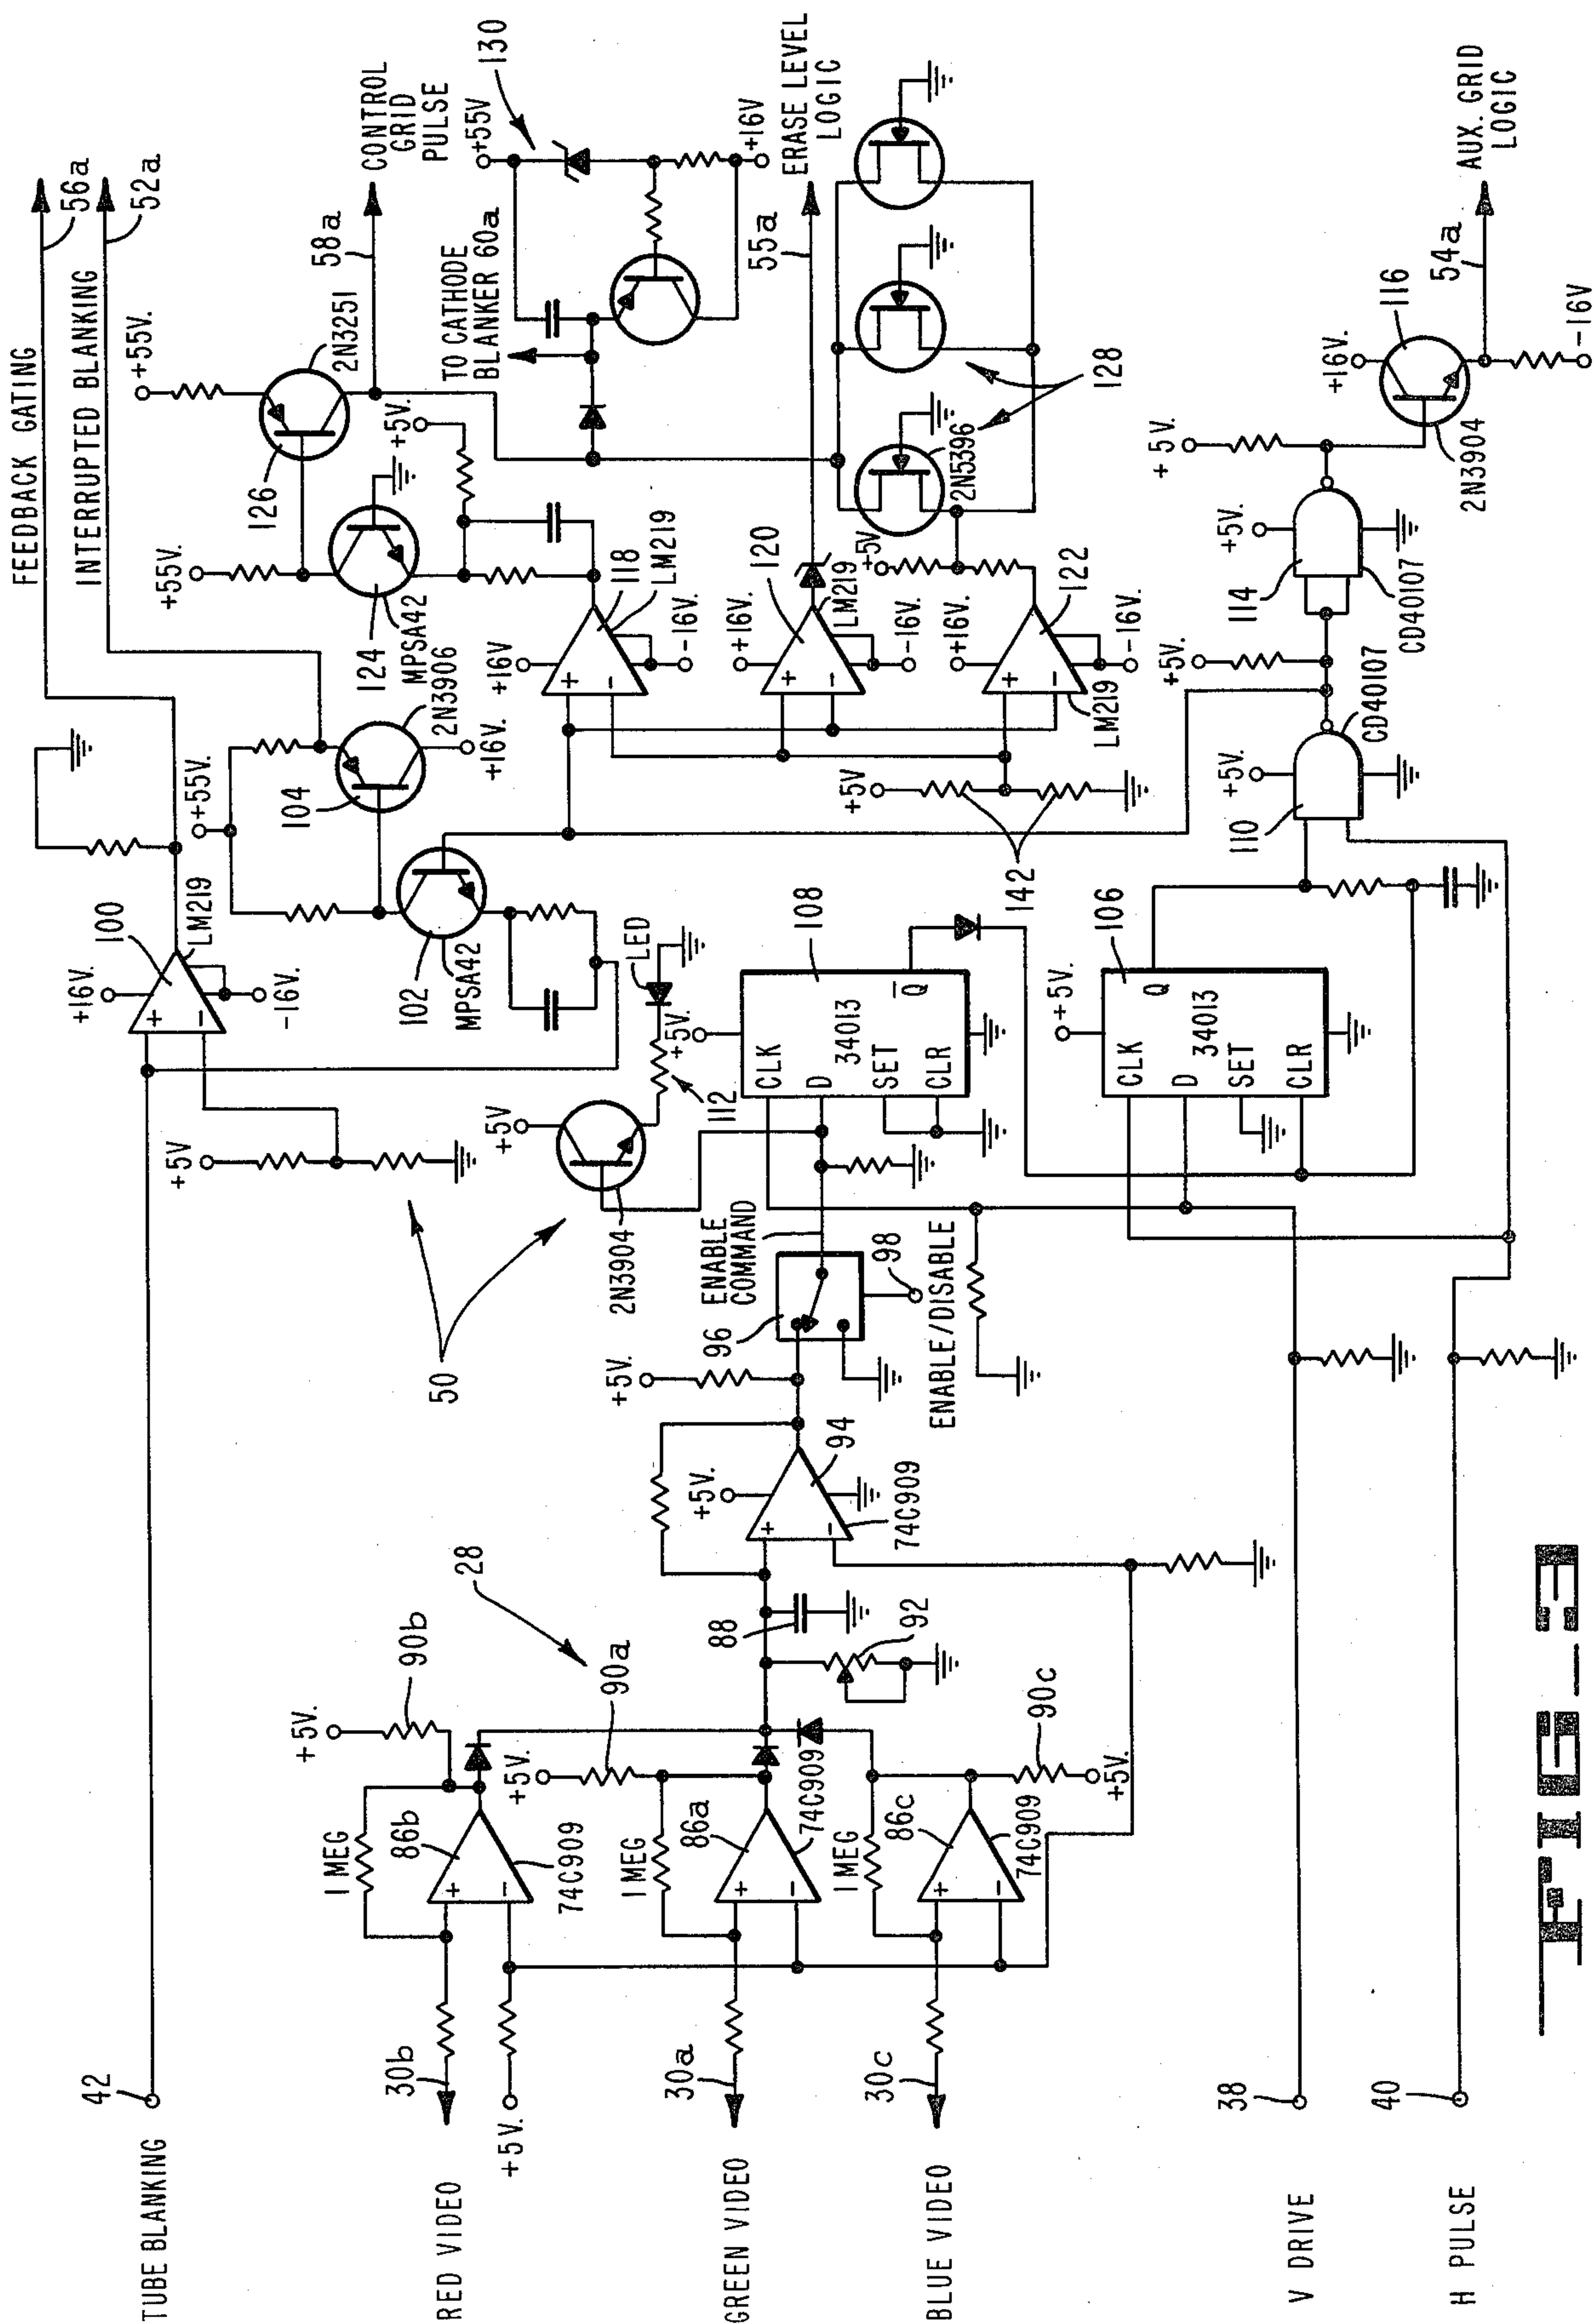 FEEDBACK GATING
56a
INTERRUPTED BLANKING
52a
+55V.
2N3251
126
58a
CONTROL
GRID
PULSE
+55V
130
+16V
TO CATHODE
BLANKER 60a
+5V.
+55V
124
MPSA42
2N3906
104
+55V.
+16V.
102
MPSA42
100
LM219
+16V.
-16V.
+
-
TUBE BLANKING
42
+5V
50
LED
112
+5V
2N3904
+16V
118
LM219
-16V.
+
-
+16V
120
LM219
-16V.
+
-
55a
ERASE LEVEL
LOGIC
+5V
2N5396
128
+16V
122
LM219
-16V.
+
-
+5V
142
108
+5V.
CLK
D
34013
SET
CLR
Q
106
+5V.
CLK
D
34013
SET
CLR
Q
110
+5V.
CD40107
+5V.
114
+5V.
CD40107
+5V.
+16V.
116
2N3904
54a
AUX. GRID
LOGIC
-16V
ENABLE
COMMAND
96
98
ENABLE/DISABLE
+5V.
94
+5V.
74C909
+
-
28
88
92
90b
+5V.
1 MEG
86b
74C909
+
-
RED VIDEO
30b
+5V.
90a
+5V.
1 MEG
86a
74C909
+
-
GREEN VIDEO
30a
90c
+5V.
1 MEG
86c
74C909
+
-
BLUE VIDEO
30c
V DRIVE
38
H PULSE
40
FIG_3